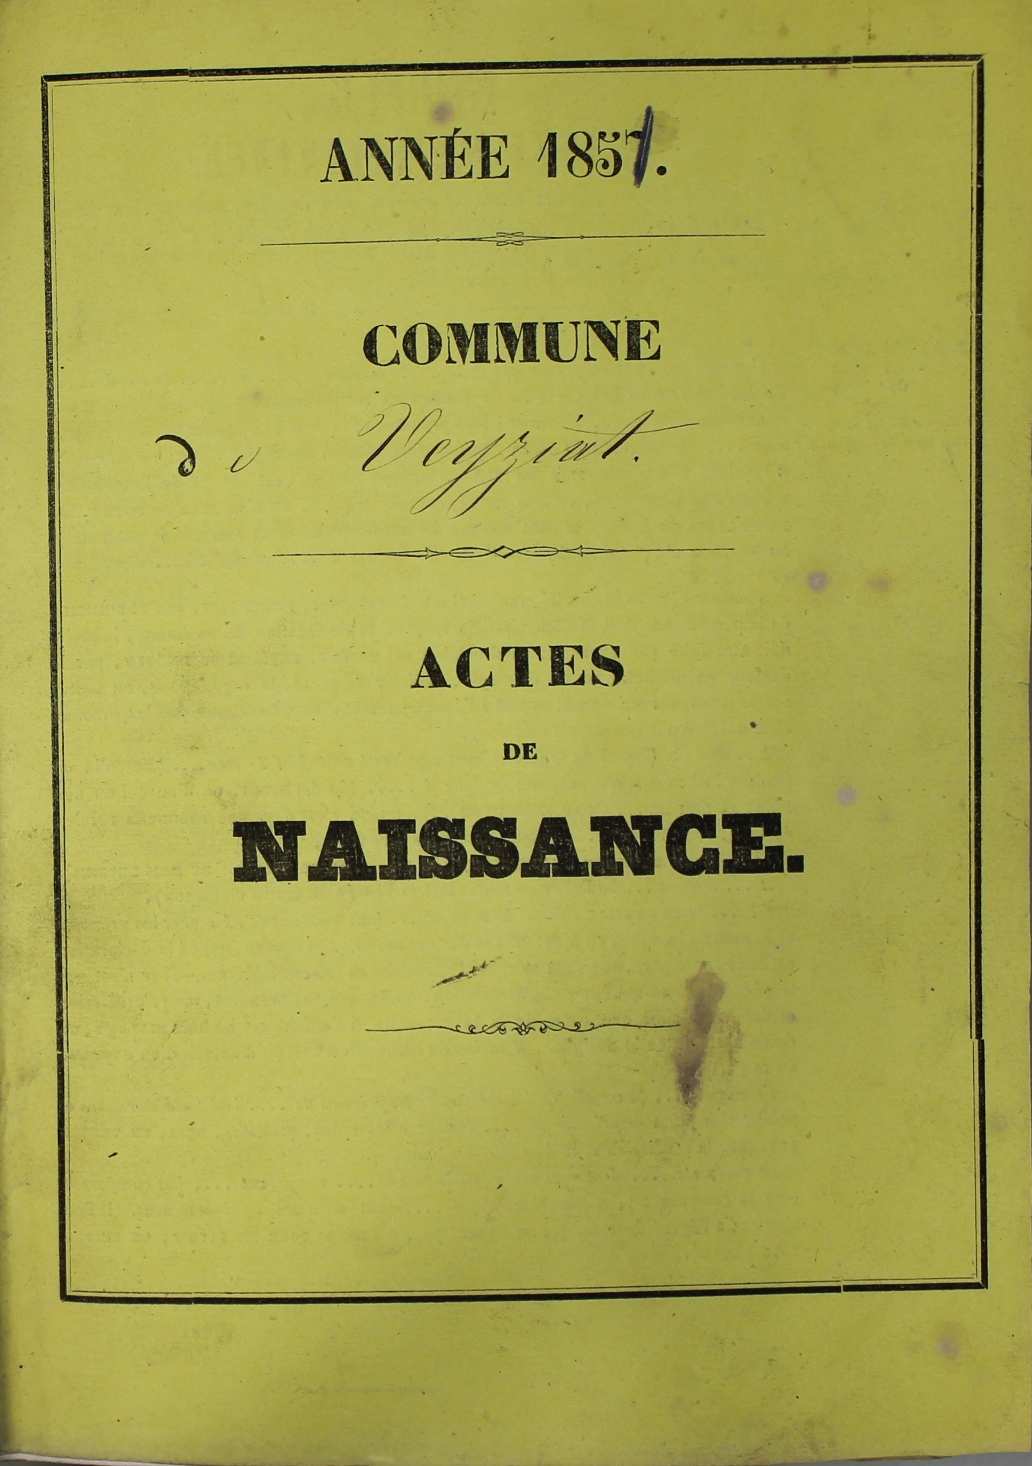 ANNÉE 1857.
COMMUNE
de Veyziat.
ACTES
DE
NAISSANCE.